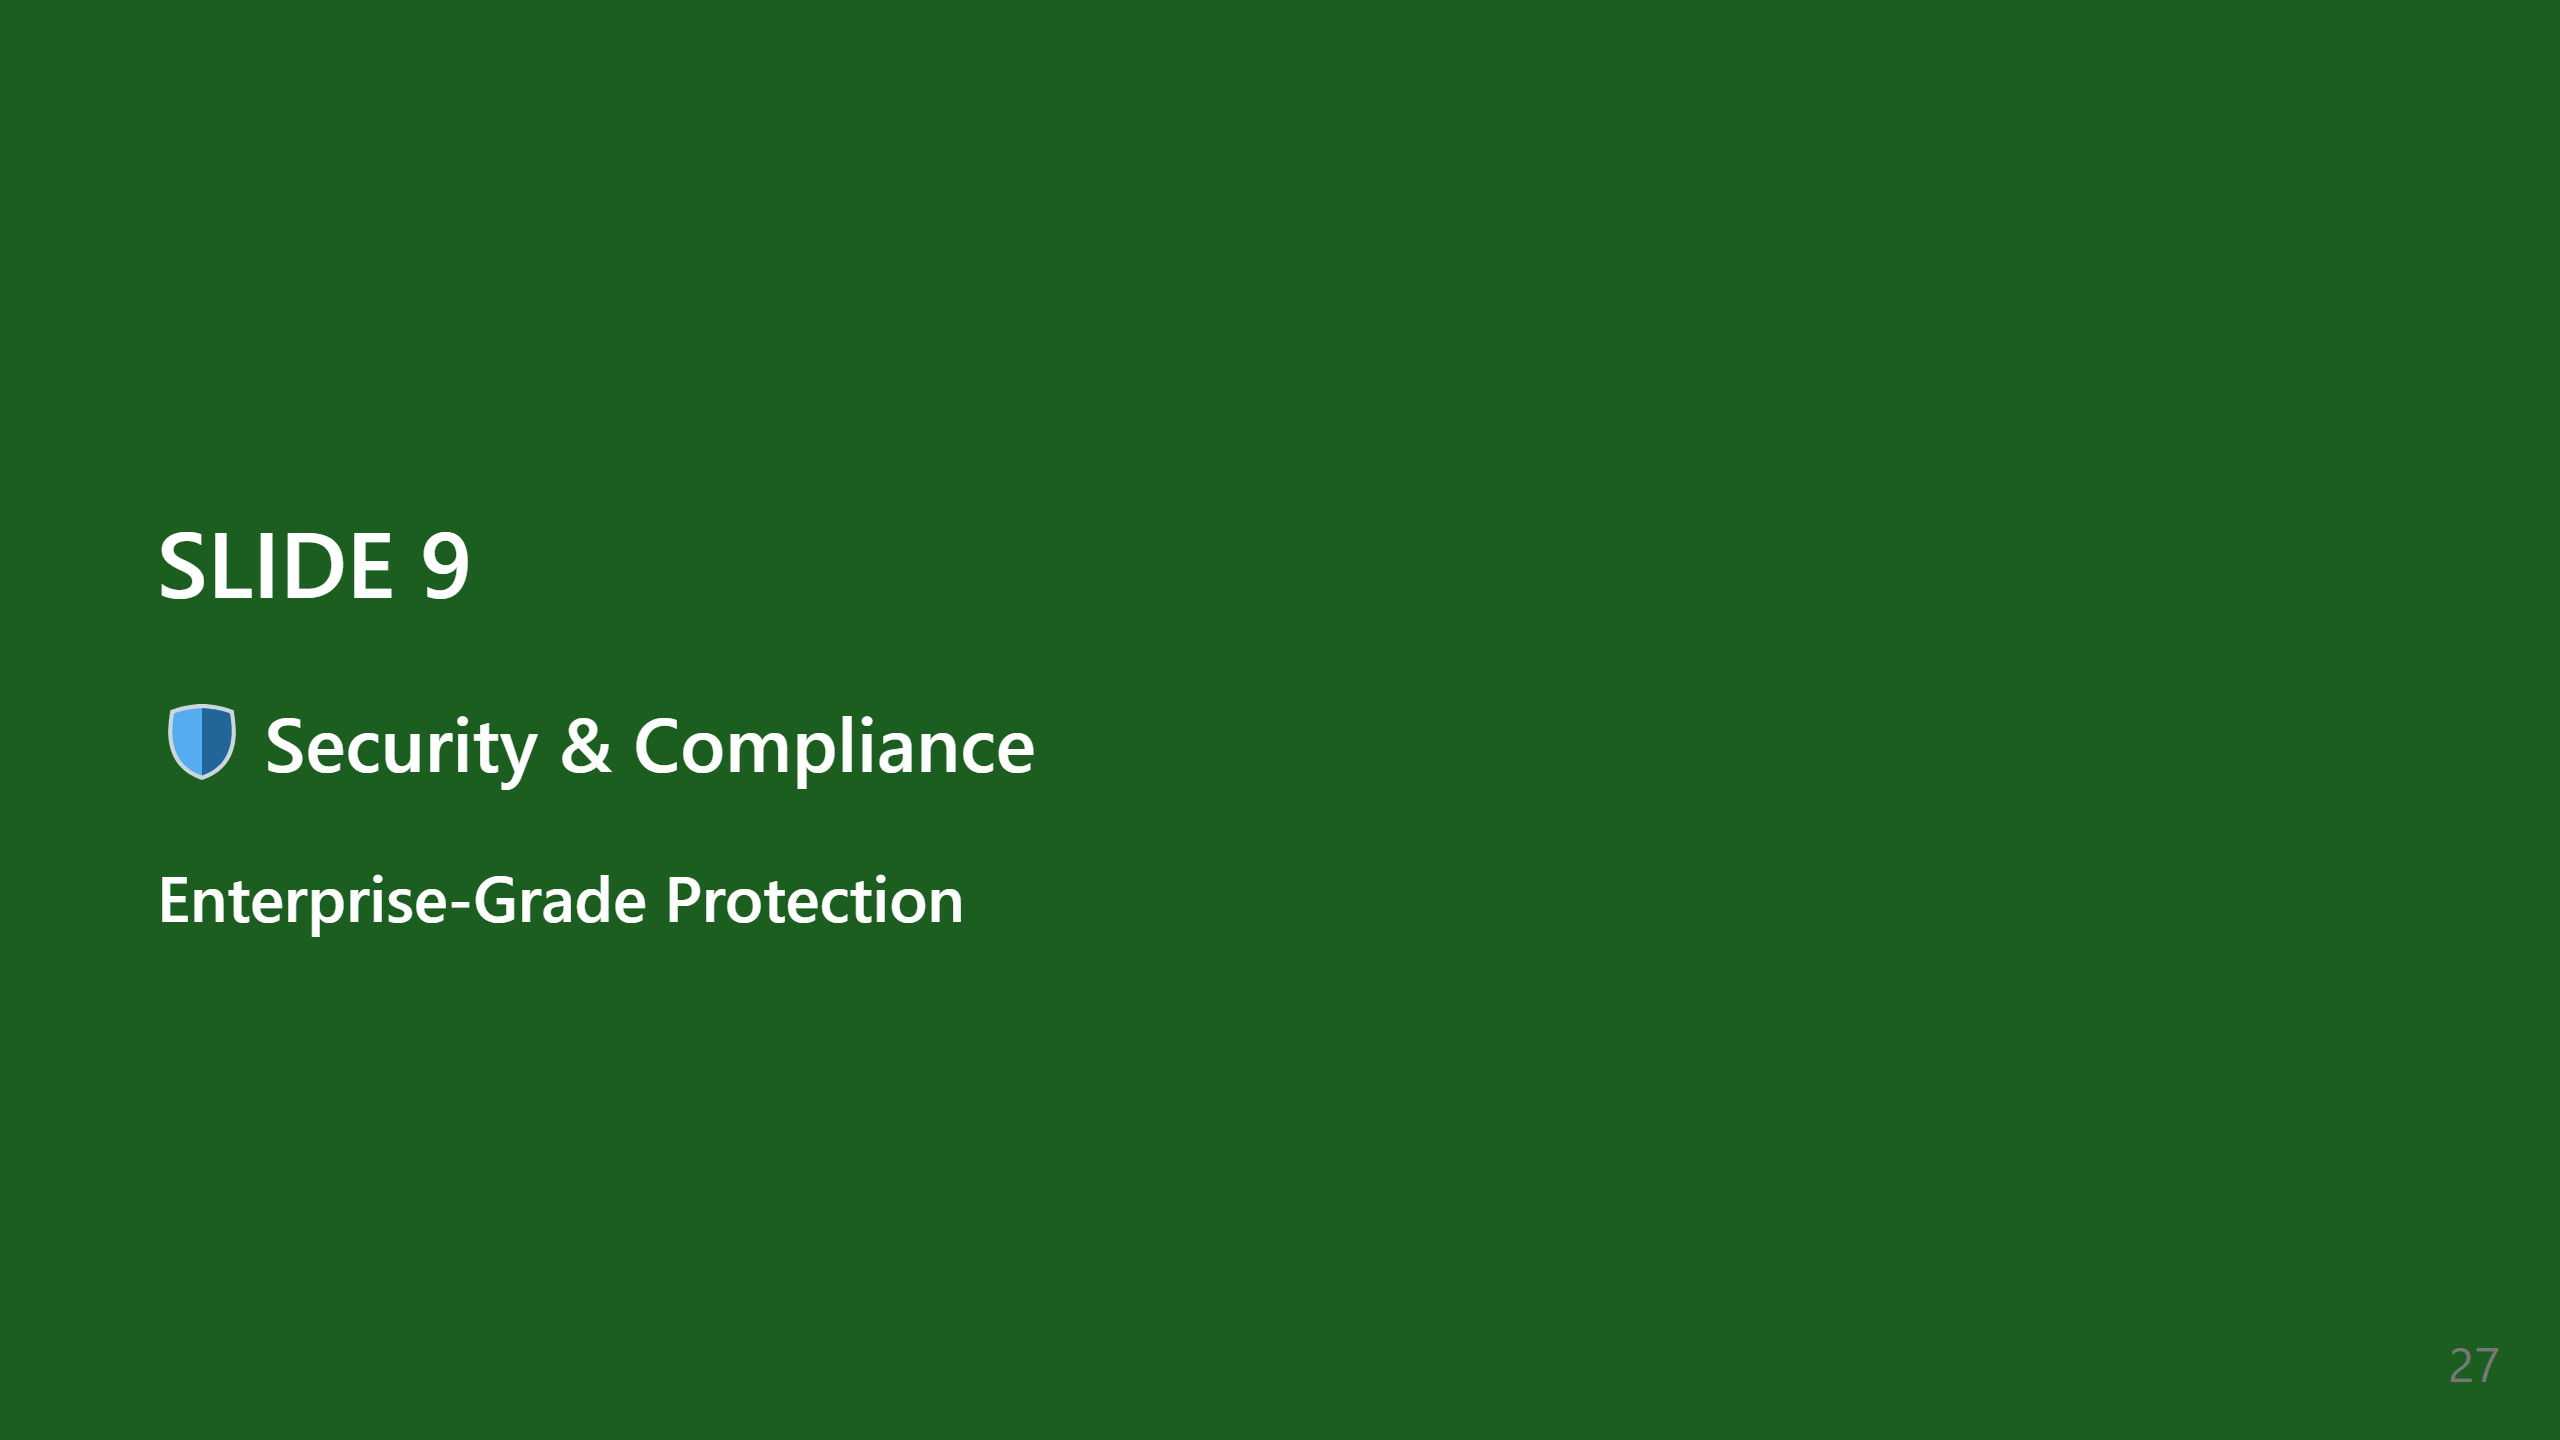 SLIDE 9
🛡️ Security & Compliance
Enterprise-Grade Protection
27